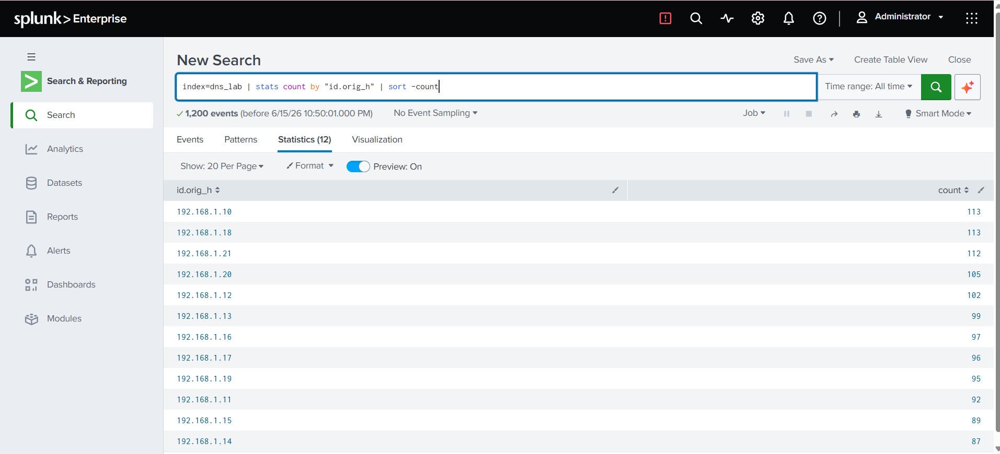 splunk> Enterprise
Administrator
Search & Reporting
Search
Analytics
Datasets
Reports
Alerts
Dashboards
Modules
New Search
Save As
Create Table View
Close
index=dns_lab | stats count by "id.orig_h" | sort -count
Time range: All time
1,200 events (before 6/15/26 10:50:01.000 PM)
No Event Sampling
Job
Smart Mode
Events
Patterns
Statistics (12)
Visualization
Show: 20 Per Page
Format
Preview: On
id.orig_h count
192.168.1.10 113
192.168.1.18 113
192.168.1.21 112
192.168.1.20 105
192.168.1.12 102
192.168.1.13 99
192.168.1.16 97
192.168.1.17 96
192.168.1.19 95
192.168.1.11 92
192.168.1.15 89
192.168.1.14 87